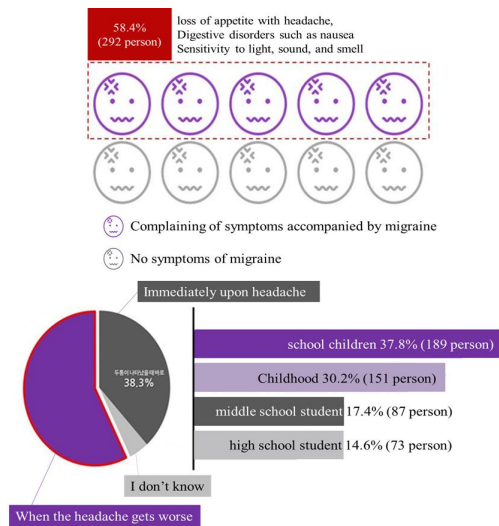 58.4%
(292 person)
loss of appetite with headache,
Digestive disorders such as nausea
Sensitivity to light, sound, and smell
Complaining of symptoms accompanied by migraine
No symptoms of migraine
Immediately upon headache
두통이 나타났을 때 바로
38.3%
I don’t know
When the headache gets worse
school children 37.8% (189 person)
Childhood 30.2% (151 person)
middle school student 17.4% (87 person)
high school student 14.6% (73 person)